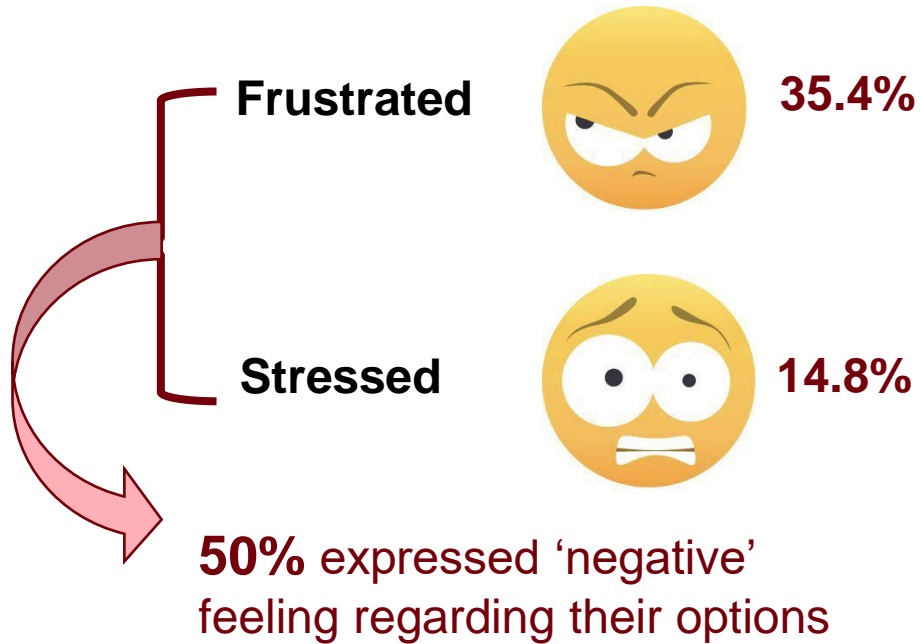 Frustrated 35.4%
Stressed 14.8%
50% expressed ‘negative’
feeling regarding their options